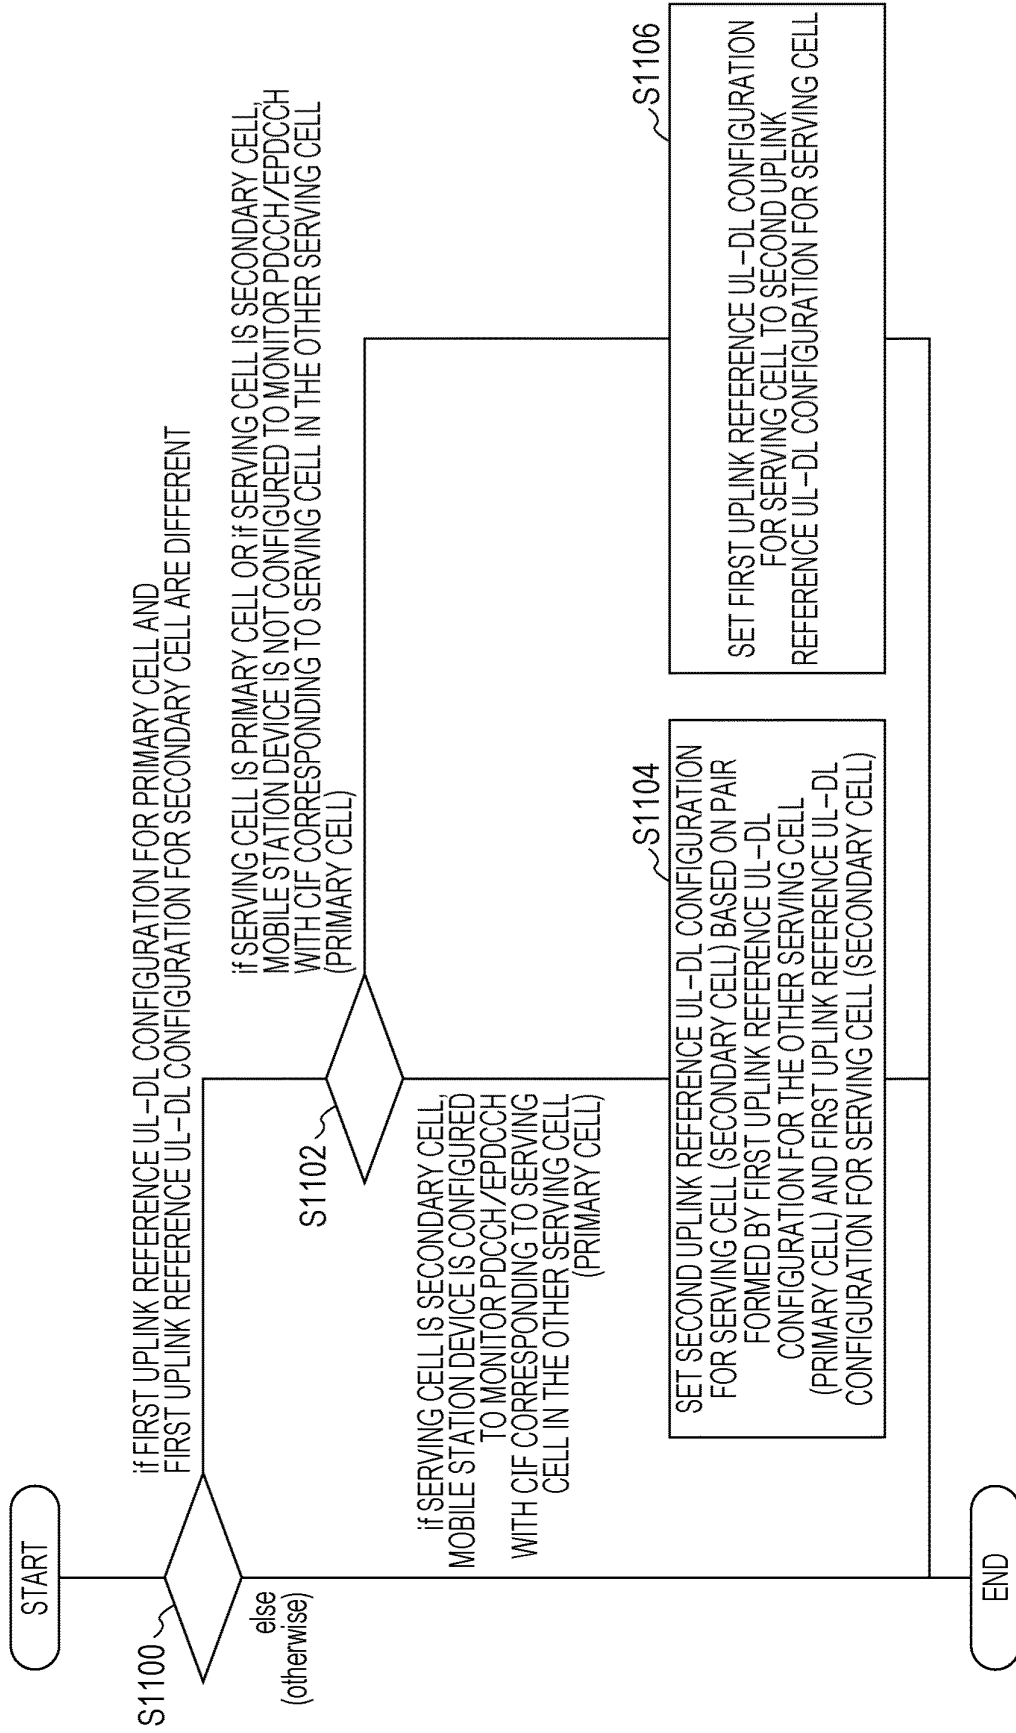 START
S1100
if FIRST UPLINK REFERENCE UL-DL CONFIGURATION FOR PRIMARY CELL AND
FIRST UPLINK REFERENCE UL-DL CONFIGURATION FOR SECONDARY CELL ARE DIFFERENT
else
(otherwise)
S1102
if SERVING CELL IS PRIMARY CELL OR if SERVING CELL IS SECONDARY CELL,
MOBILE STATION DEVICE IS NOT CONFIGURED TO MONITOR PDCCH/EPDCCH
WITH CIF CORRESPONDING TO SERVING CELL IN THE OTHER SERVING CELL
(PRIMARY CELL)
if SERVING CELL IS SECONDARY CELL,
MOBILE STATION DEVICE IS CONFIGURED
TO MONITOR PDCCH/EPDCCH
WITH CIF CORRESPONDING TO SERVING
CELL IN THE OTHER SERVING CELL
(PRIMARY CELL)
S1104
SET SECOND UPLINK REFERENCE UL-DL CONFIGURATION
FOR SERVING CELL (SECONDARY CELL) BASED ON PAIR
FORMED BY FIRST UPLINK REFERENCE UL-DL
CONFIGURATION FOR THE OTHER SERVING CELL
(PRIMARY CELL) AND FIRST UPLINK REFERENCE UL-DL
CONFIGURATION FOR SERVING CELL (SECONDARY CELL)
S1106
SET FIRST UPLINK REFERENCE UL-DL CONFIGURATION
FOR SERVING CELL TO SECOND UPLINK
REFERENCE UL-DL CONFIGURATION FOR SERVING CELL
END